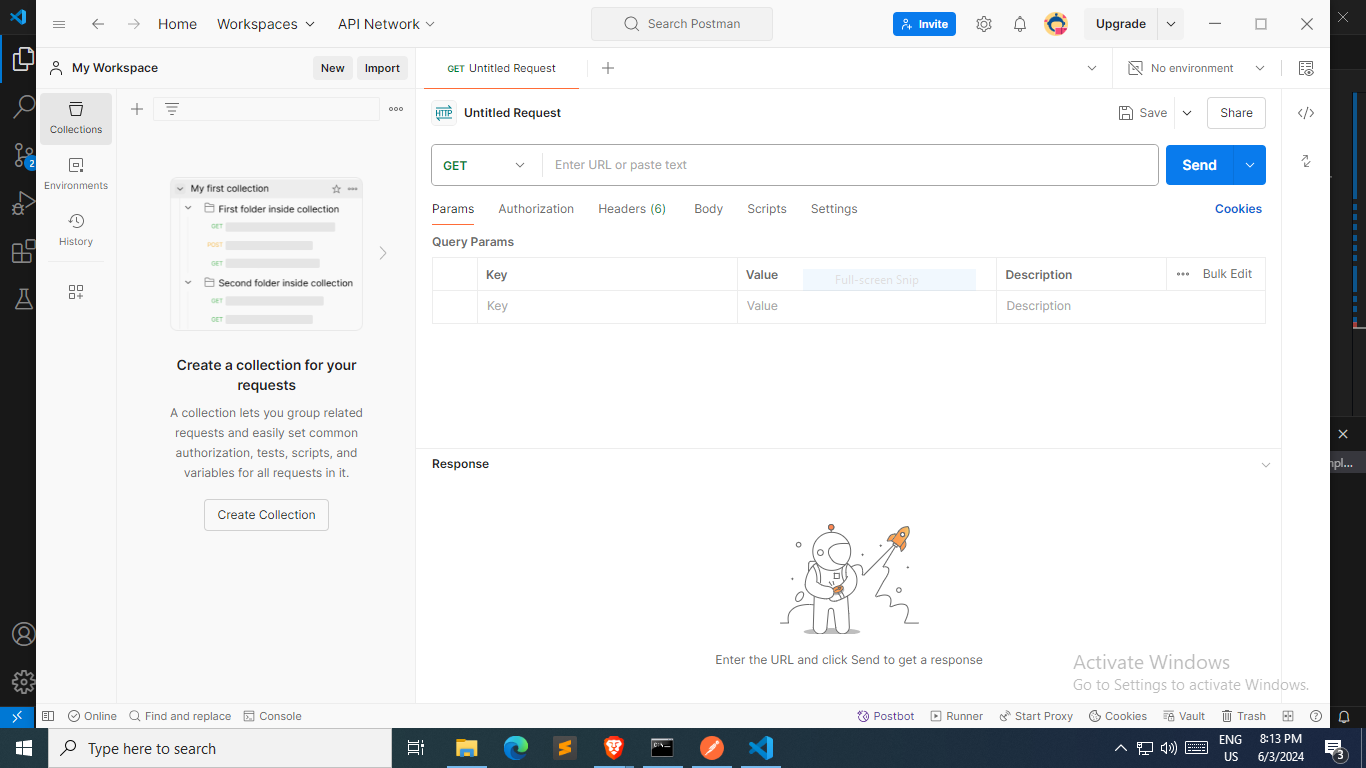 Home
Workspaces
API Network
Search Postman
Invite
Upgrade
My Workspace
New
Import
GET Untitled Request
No environment
Collections
Environments
History
HTTP
Untitled Request
Save
Share
GET
Enter URL or paste text
Send
Params
Authorization
Headers (6)
Body
Scripts
Settings
Cookies
Query Params
Key
Value
Description
Bulk Edit
Full-screen Snip
Key
Value
Description
My first collection
First folder inside collection
GET
POST
GET
Second folder inside collection
GET
GET
Create a collection for your
requests
A collection lets you group related
requests and easily set common
authorization, tests, scripts, and
variables for all requests in it.
Create Collection
Response
Enter the URL and click Send to get a response
Activate Windows
Go to Settings to activate Windows.
2
Online
Find and replace
Console
Postbot
Runner
Start Proxy
Cookies
Vault
Trash
Type here to search
ENG
US
8:13 PM
6/3/2024
3